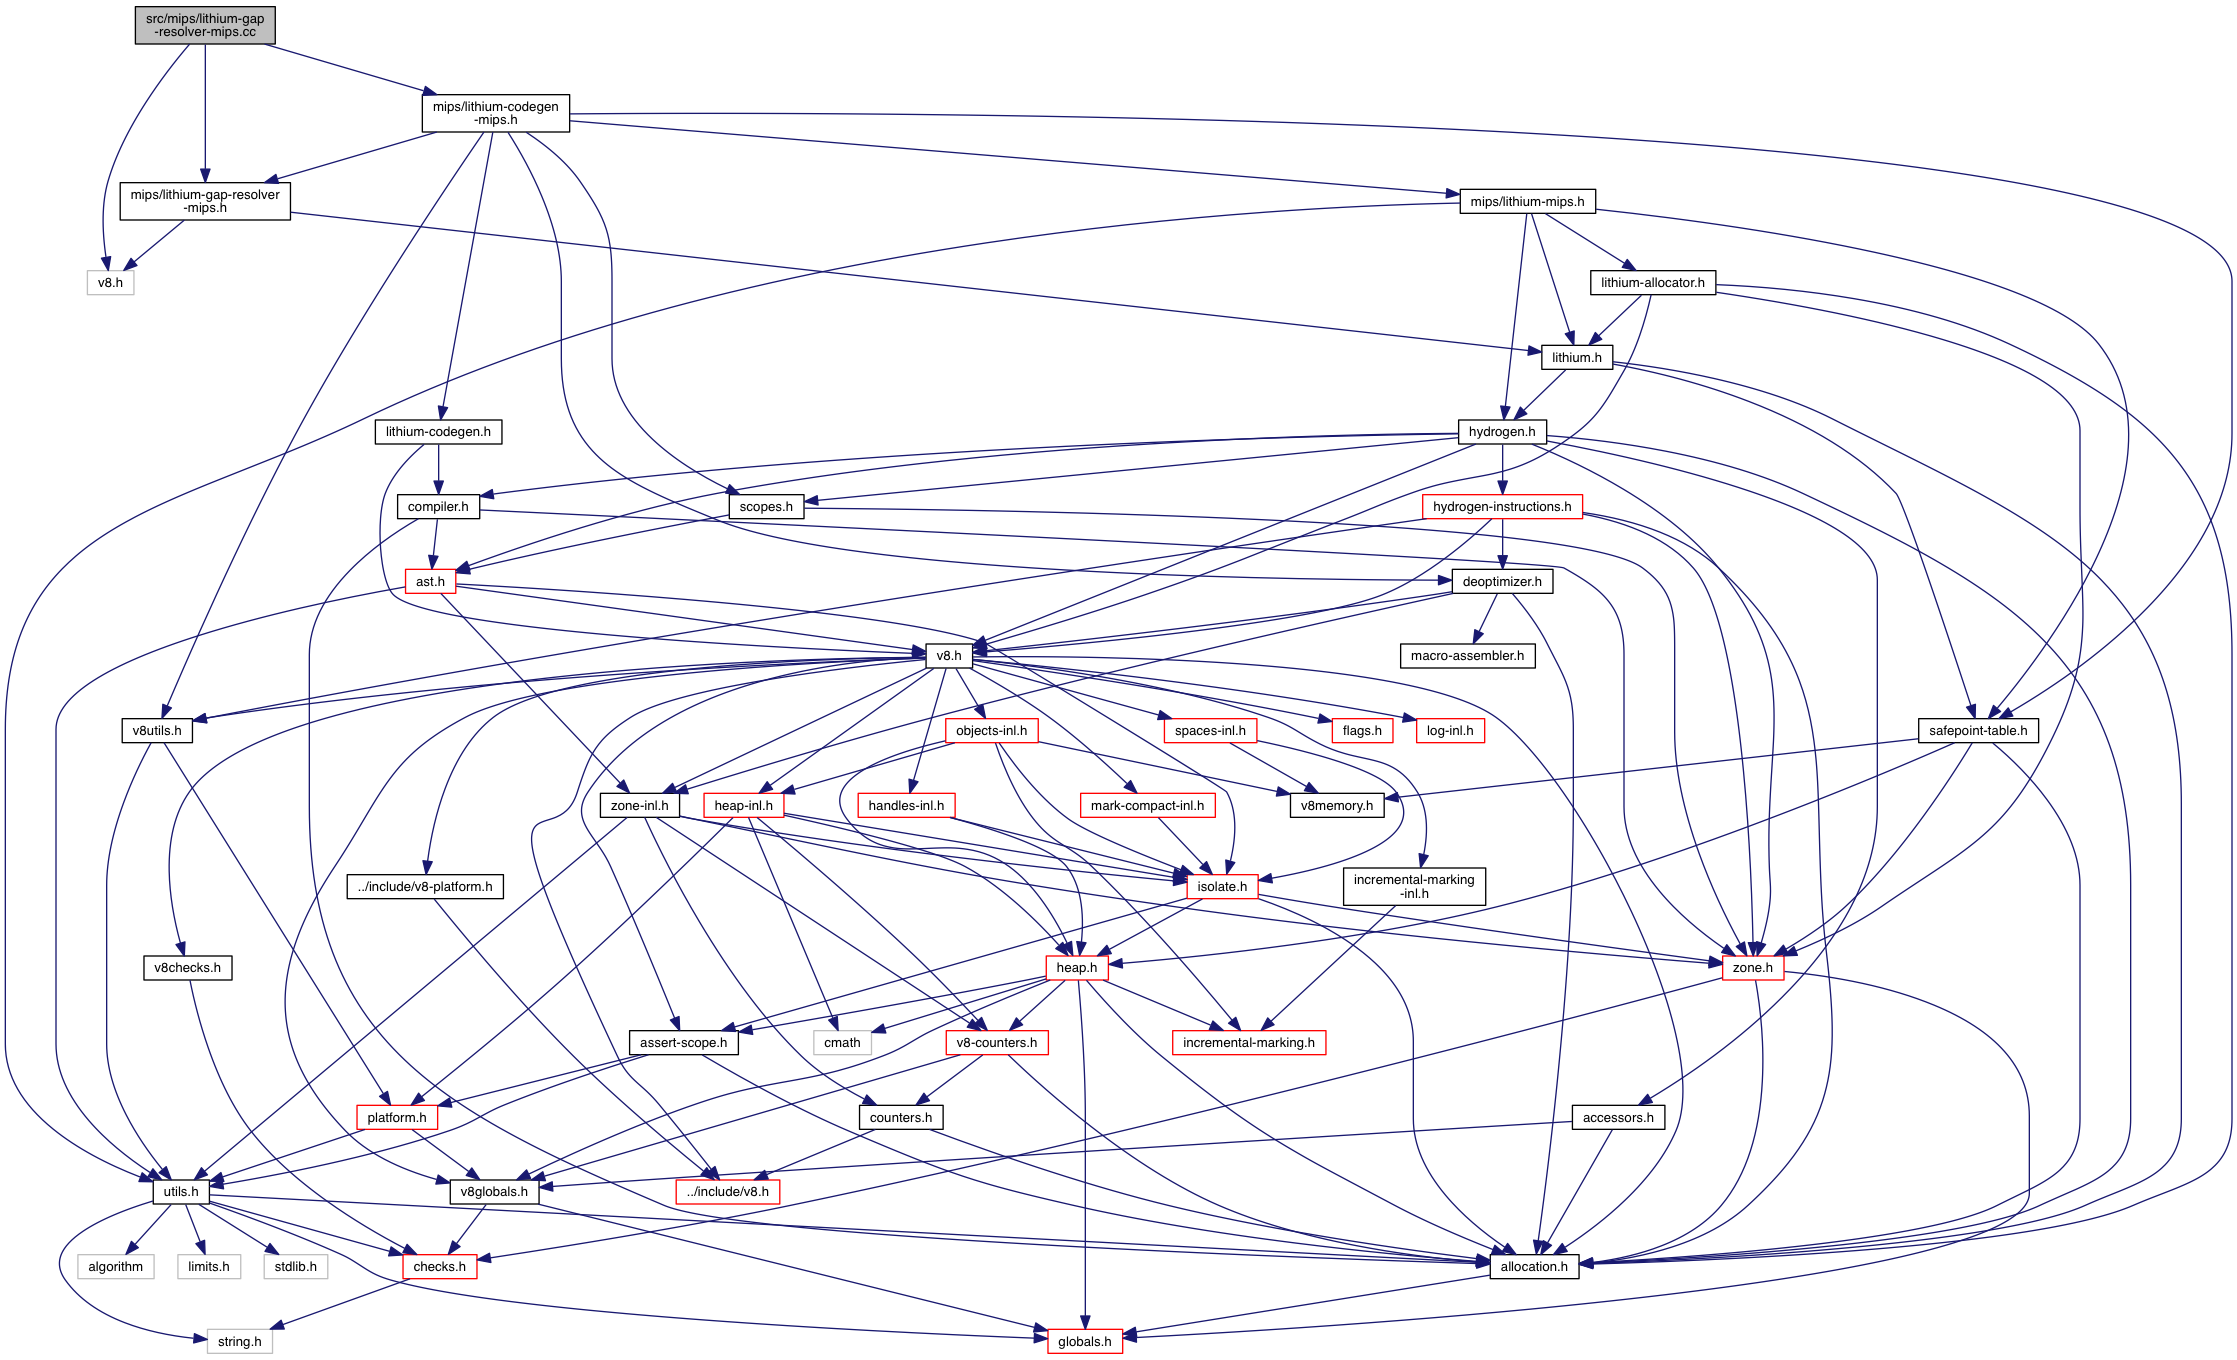 src/mips/lithium-gap
-resolver-mips.cc
mips/lithium-codegen
-mips.h
mips/lithium-gap-resolver
-mips.h
mips/lithium-mips.h
v8.h
lithium-allocator.h
lithium.h
lithium-codegen.h
hydrogen.h
compiler.h
scopes.h
hydrogen-instructions.h
ast.h
deoptimizer.h
v8.h
macro-assembler.h
v8utils.h
objects-inl.h
spaces-inl.h
flags.h
log-inl.h
safepoint-table.h
zone-inl.h
heap-inl.h
handles-inl.h
mark-compact-inl.h
v8memory.h
../include/v8-platform.h
isolate.h
incremental-marking
-inl.h
v8checks.h
heap.h
zone.h
assert-scope.h
cmath
v8-counters.h
incremental-marking.h
platform.h
counters.h
accessors.h
utils.h
v8globals.h
../include/v8.h
algorithm
limits.h
stdlib.h
checks.h
allocation.h
string.h
globals.h